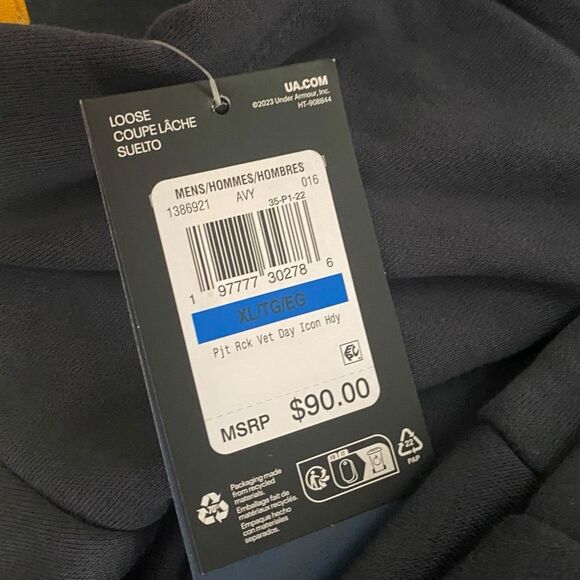 LOOSE
COUPE LÂCHE
SUELTO
UA.COM
©2023 Under Armour, Inc.
HT-908844
MENS/HOMMES/HOMBRES
1386921 AVY 016
35-P1-22
1 97777 30278 6
XL/TG/EG
Pjt Rck Vet Day Icon Hdy
MSRP $90.00
Packaging made
from recycled
materials.
Emballage fait de
matériaux recyclés.
Empaque hecho
con materiales
separados.
22
PAP